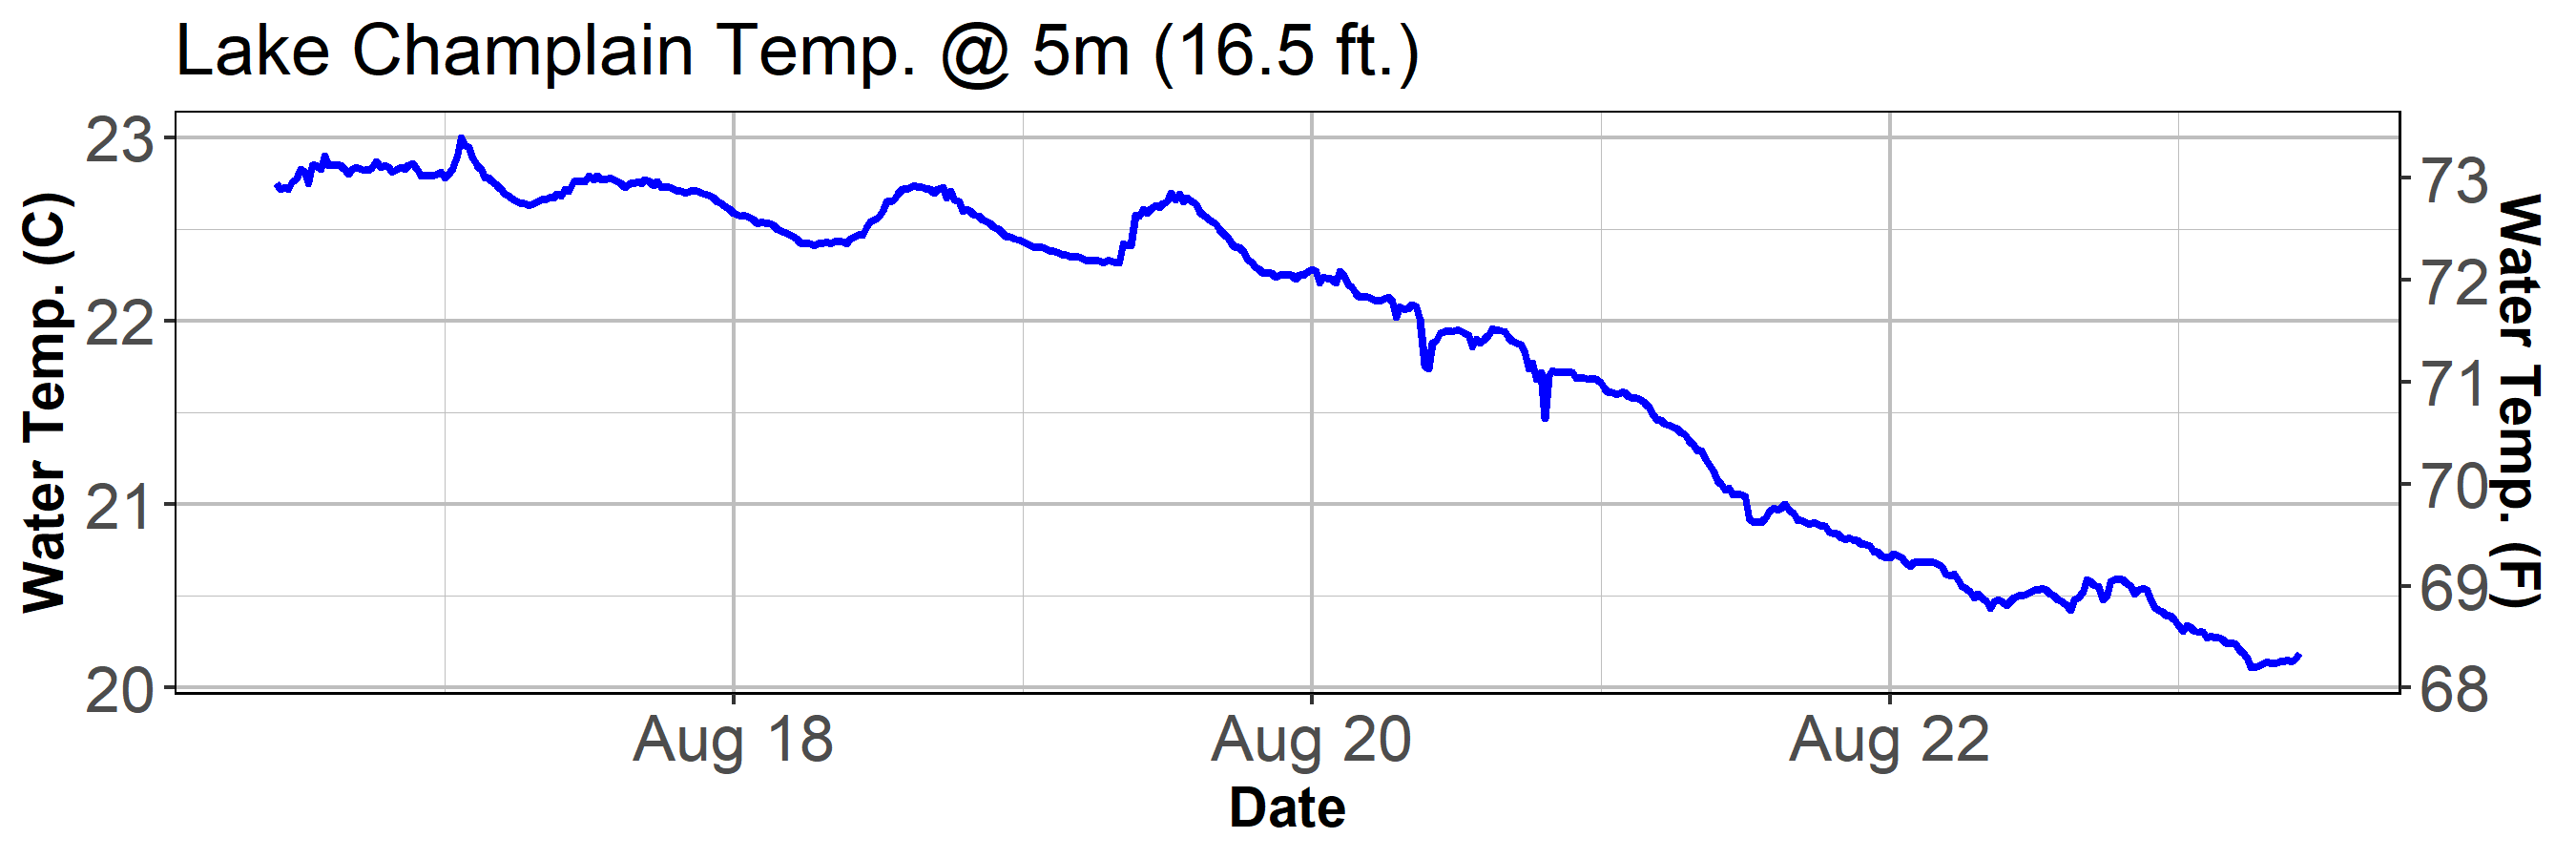 Lake Champlain Temp. @ 5m (16.5 ft.)
Water Temp. (C)
23
22
21
20
73
72
71
70
69
68
Water Temp. (F)
Aug 18 Aug 20 Aug 22
Date